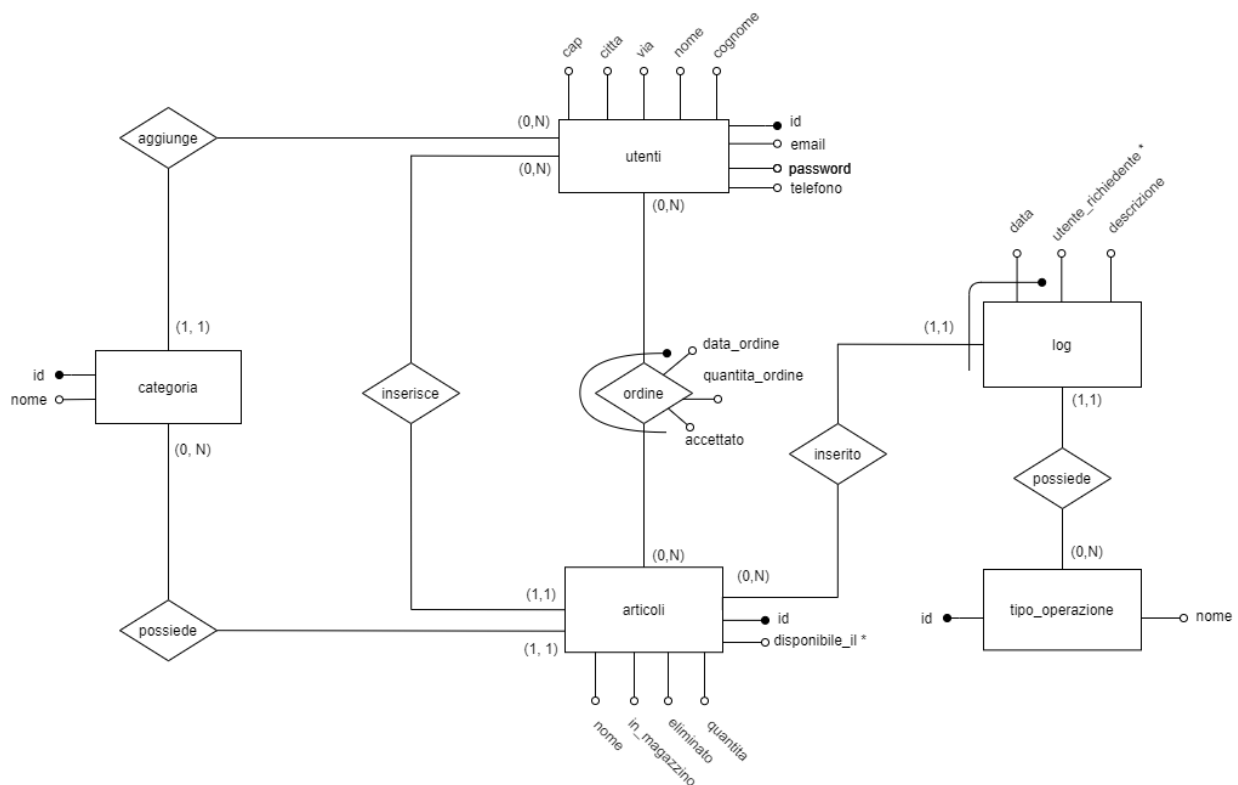 cap
citta
via
nome
cognome
aggiunge
(0,N)
(0,N)
utenti
id
email
password
telefono
(0,N)
data
utente_richiedente *
descrizione
(1, 1)
(1,1)
log
id
nome
categoria
inserisce
ordine
data_ordine
quantita_ordine
accettato
(1,1)
(0, N)
inserito
possiede
(0,N)
(0,N)
(0,N)
(1,1)
articoli
id
disponibile_il *
id
tipo_operazione
nome
possiede
(1, 1)
nome
in_magazzino
eliminato
quantita